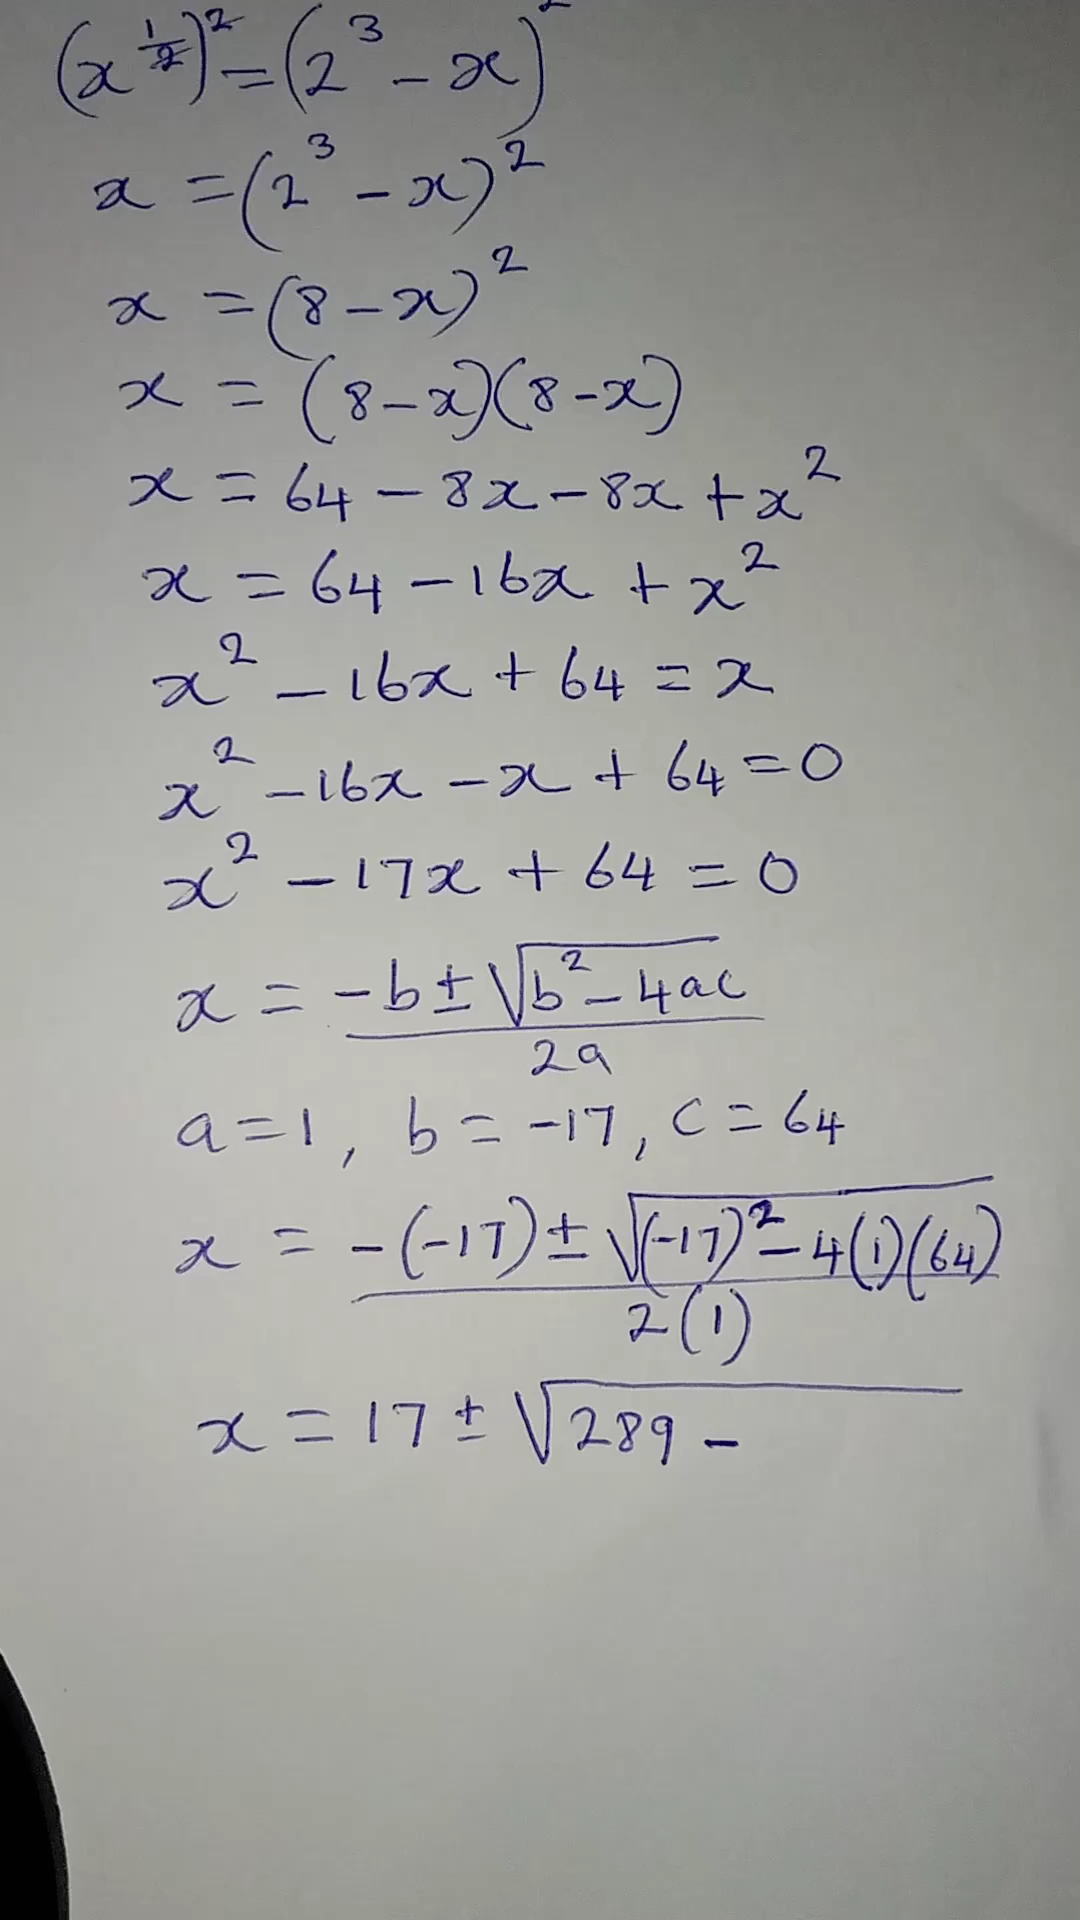 (x^(1/2))^2 = (2^3 - x)^2
x = (2^3 - x)^2
x = (8 - x)^2
x = (8 - x)(8 - x)
x = 64 - 8x - 8x + x^2
x = 64 - 16x + x^2
x^2 - 16x + 64 = x
x^2 - 16x - x + 64 = 0
x^2 - 17x + 64 = 0
x = (-b ± √(b^2 - 4ac))/2a
a = 1, b = -17, c = 64
x = (-(-17) ± √((-17)^2 - 4(1)(64)))/2(1)
x = 17 ± √(289 -